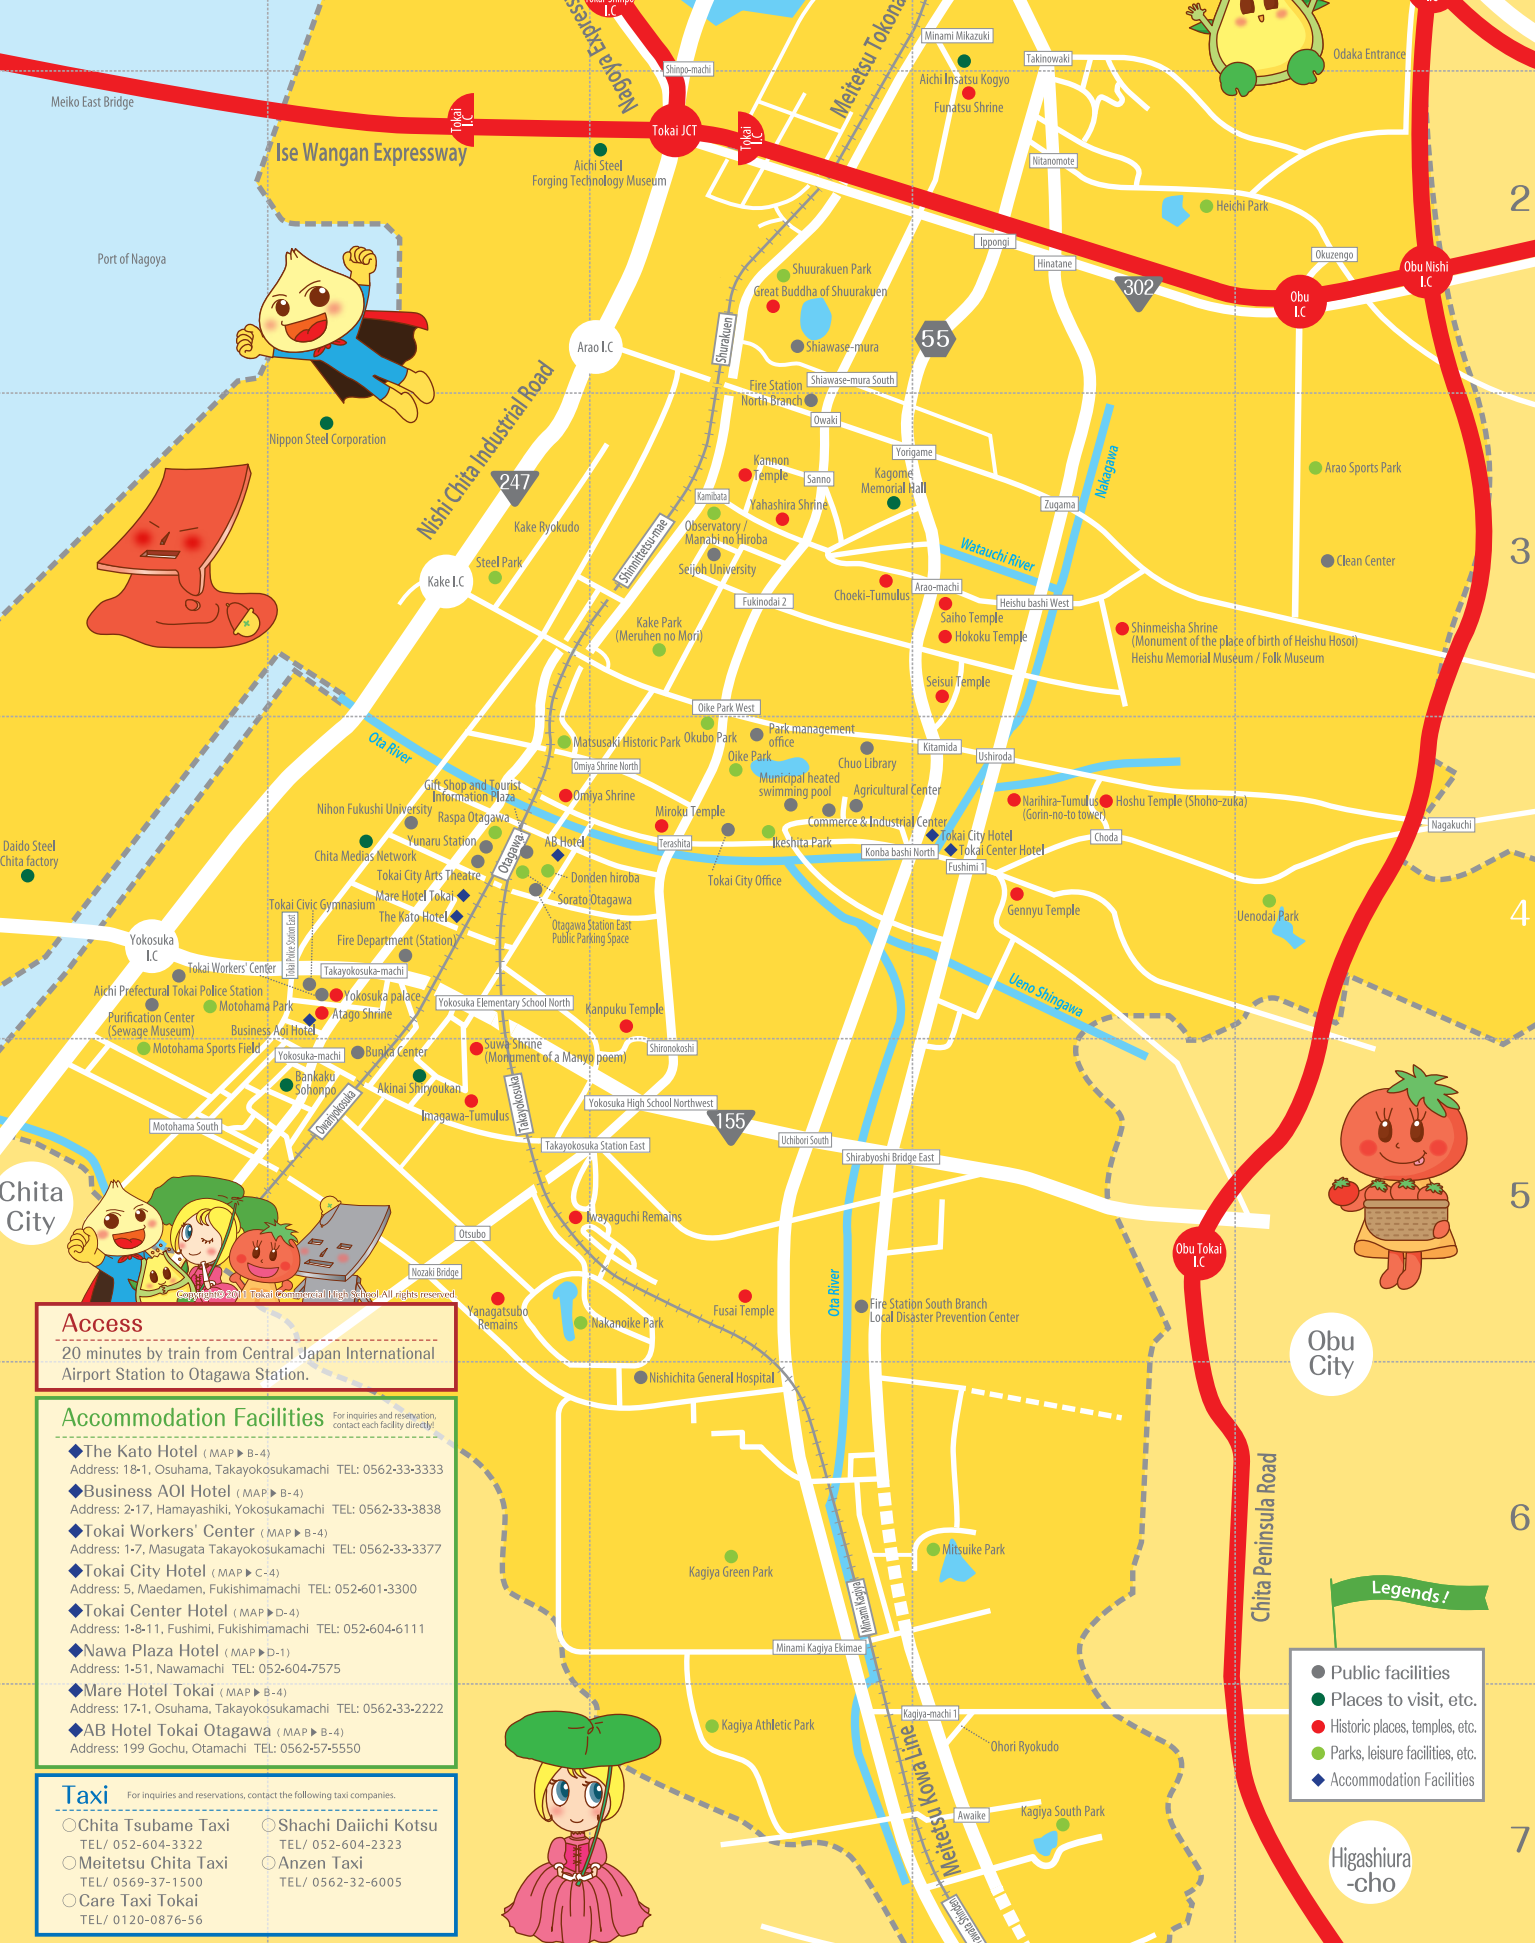 Tokai Shinpo
I.C
Nagoya Express
Shinpo-machi
Meitetsu Tokona
Minami Mikazuki
Takinowaki
Odaka Entrance
Aichi Insatsu Kogyo
Funatsu Shrine
Meiko East Bridge
Tokai
I.C
Tokai JCT
Tokai
I.C
Ise Wangan Expressway
Aichi Steel
Forging Technology Museum
Nitanomote
Heichi Park
2
Port of Nagoya
Ippongi
Hinatane
Okuzengo
Obu Nishi
I.C
302
Obu
I.C
Shuurakuen Park
Great Buddha of Shuurakuen
Shurakuen
Shiawase-mura
55
Arao I.C
Shiawase-mura South
Fire Station
North Branch
Owaki
Nippon Steel Corporation
Nishi Chita Industrial Road
247
Yorigame
Kannon
Temple
Sanno
Kagome
Memorial Hall
Arao Sports Park
Nakagawa
Kamibata
Yahashira Shrine
Zugama
Kake Ryokudo
Observatory /
Manabi no Hiroba
Shinnittetsu-mae
Watauchi River
3
Steel Park
Seijoh University
Clean Center
Kake I.C
Choeki-Tumulus
Arao-machi
Fukinodai 2
Heishu bashi West
Saiho Temple
Kake Park
(Meruhen no Mori)
Hokoku Temple
Shinmeisha Shrine
(Monument of the place of birth of Heishu Hosoi)
Heishu Memorial Museum / Folk Museum
Seisui Temple
Oike Park West
Ota River
Matsusaki Historic Park
Okubo Park
Park management
office
Kitamida
Ushiroda
Oike Park
Chuo Library
Omiya Shrine North
Gift Shop and Tourist
Information Plaza
Municipal heated
swimming pool
Agricultural Center
Omiya Shrine
Nihon Fukushi University
Raspa Otagawa
Miroku Temple
Commerce & Industrial Center
Narihira-Tumulus
(Gorin-no-to tower)
Hoshu Temple (Shoho-zuka)
Nagakuchi
Daido Steel
Chita factory
Yunaru Station
AB Hotel
Terashita
Ikeshita Park
Tokai City Hotel
Choda
Chita Medias Network
Otagawa
Konba bashi North
Tokai Center Hotel
Fushimi 1
Tokai City Arts Theatre
Donden hiroba
Tokai City Office
Mare Hotel Tokai
Sorato Otagawa
Tokai Civic Gymnasium
The Kato Hotel
Gennyu Temple
Uenodai Park
4
Otagawa Station East
Public Parking Space
Tokai Police Station East
Fire Department (Station)
Yokosuka
I.C
Tokai Workers' Center
Takayokosuka-machi
Ueno Shingawa
Aichi Prefectural Tokai Police Station
Yokosuka palace
Yokosuka Elementary School North
Kanpuku Temple
Purification Center
(Sewage Museum)
Motohama Park
Atago Shrine
Business Aoi Hotel
Motohama Sports Field
Yokosuka-machi
Bunka Center
Suwa Shrine
(Monument of a Manyo poem)
Shironokoshi
Bankaku
Sohonpo
Akinai Shiryoukan
Takayokosuka
Yokosuka High School Northwest
Owariyokosuka
Imagawa-Tumulus
155
Motohama South
Takayokosuka Station East
Uchibori South
Shirabyoshi Bridge East
Chita
City
5
Iwayaguchi Remains
Otsubo
Obu Tokai
I.C
Nozaki Bridge
Copyright© 2011 Tokai Commercial High School.All rights reserved.
Yanagatsubo
Remains
Nakanoike Park
Fusai Temple
Ota River
Fire Station South Branch
Local Disaster Prevention Center
Obu
City
Access
20 minutes by train from Central Japan International
Airport Station to Otagawa Station.
Nishichita General Hospital
Accommodation Facilities
For inquiries and reservation,
contact each facility directly!
◆The Kato Hotel (MAP▶B-4)
Address: 18-1, Osuhama, Takayokosukamachi TEL: 0562-33-3333
◆Business AOI Hotel (MAP▶B-4)
Address: 2-17, Hamayashiki, Yokosukamachi TEL: 0562-33-3838
◆Tokai Workers' Center (MAP▶B-4)
Address: 1-7, Masugata Takayokosukamachi TEL: 0562-33-3377
◆Tokai City Hotel (MAP▶C-4)
Address: 5, Maedamen, Fukishimamachi TEL: 052-601-3300
◆Tokai Center Hotel (MAP▶D-4)
Address: 1-8-11, Fushimi, Fukishimamachi TEL: 052-604-6111
◆Nawa Plaza Hotel (MAP▶D-1)
Address: 1-51, Nawamachi TEL: 052-604-7575
◆Mare Hotel Tokai (MAP▶B-4)
Address: 17-1, Osuhama, Takayokosukamachi TEL: 0562-33-2222
◆AB Hotel Tokai Otagawa (MAP▶B-4)
Address: 199 Gochu, Otamachi TEL: 0562-57-5550
Chita Peninsula Road
6
Mitsuike Park
Kagiya Green Park
Minami Kagiya
Minami Kagiya Ekimae
Legends!
Public facilities
Places to visit, etc.
Historic places, temples, etc.
Parks, leisure facilities, etc.
Accommodation Facilities
Kagiya-machi 1
Kagiya Athletic Park
Ohori Ryokudo
Meitetsu Kowa Line
Awaike
Kagiya South Park
7
Higashiura
-cho
Yawata Shinden
Taxi
For inquiries and reservations, contact the following taxi companies.
○Chita Tsubame Taxi
TEL/ 052-604-3322
○Shachi Daiichi Kotsu
TEL/ 052-604-2323
○Meitetsu Chita Taxi
TEL/ 0569-37-1500
○Anzen Taxi
TEL/ 0562-32-6005
○Care Taxi Tokai
TEL/ 0120-0876-56